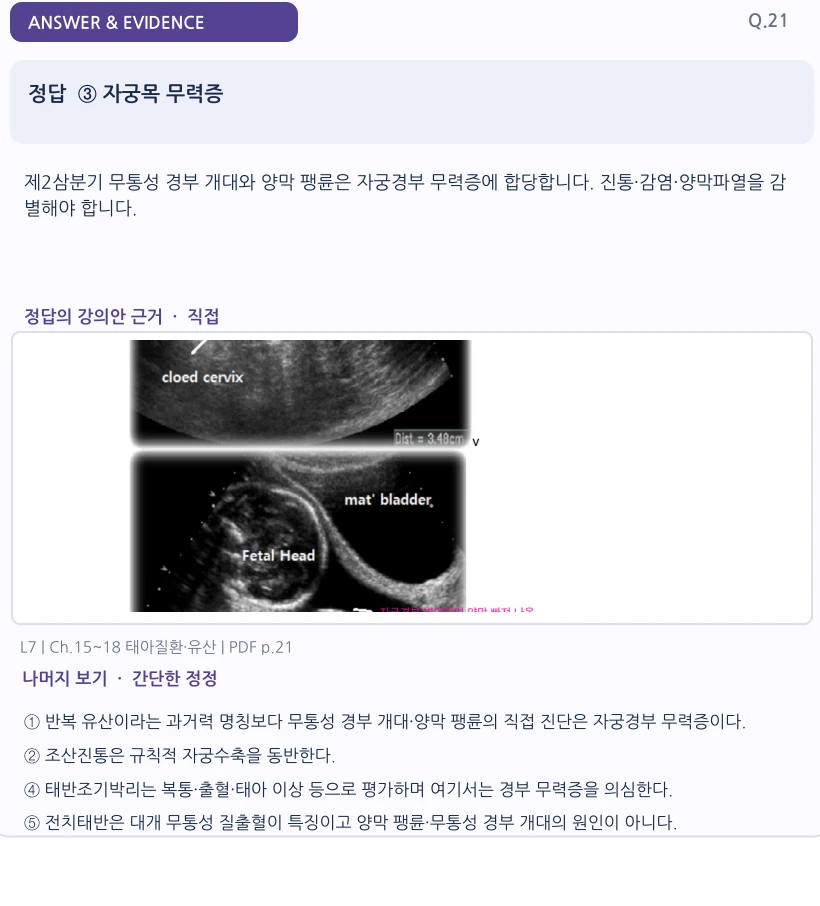 ANSWER & EVIDENCE
Q.21
정답 ③ 자궁목 무력증
제2삼분기 무통성 경부 개대와 양막 팽륜은 자궁경부 무력증에 합당합니다. 진통·감염·양막파열을 감
별해야 합니다.
정답의 강의안 근거 · 직접
cloed cervix
Dist = 3.48cm
v
mat' bladder
Fetal Head
L7 | Ch.15~18 태아질환·유산 | PDF p.21
나머지 보기 · 간단한 정정
① 반복 유산이라는 과거력 명칭보다 무통성 경부 개대·양막 팽륜의 직접 진단은 자궁경부 무력증이다.
② 조산진통은 규칙적 자궁수축을 동반한다.
④ 태반조기박리는 복통·출혈·태아 이상 등으로 평가하며 여기서는 경부 무력증을 의심한다.
⑤ 전치태반은 대개 무통성 질출혈이 특징이고 양막 팽륜·무통성 경부 개대의 원인이 아니다.